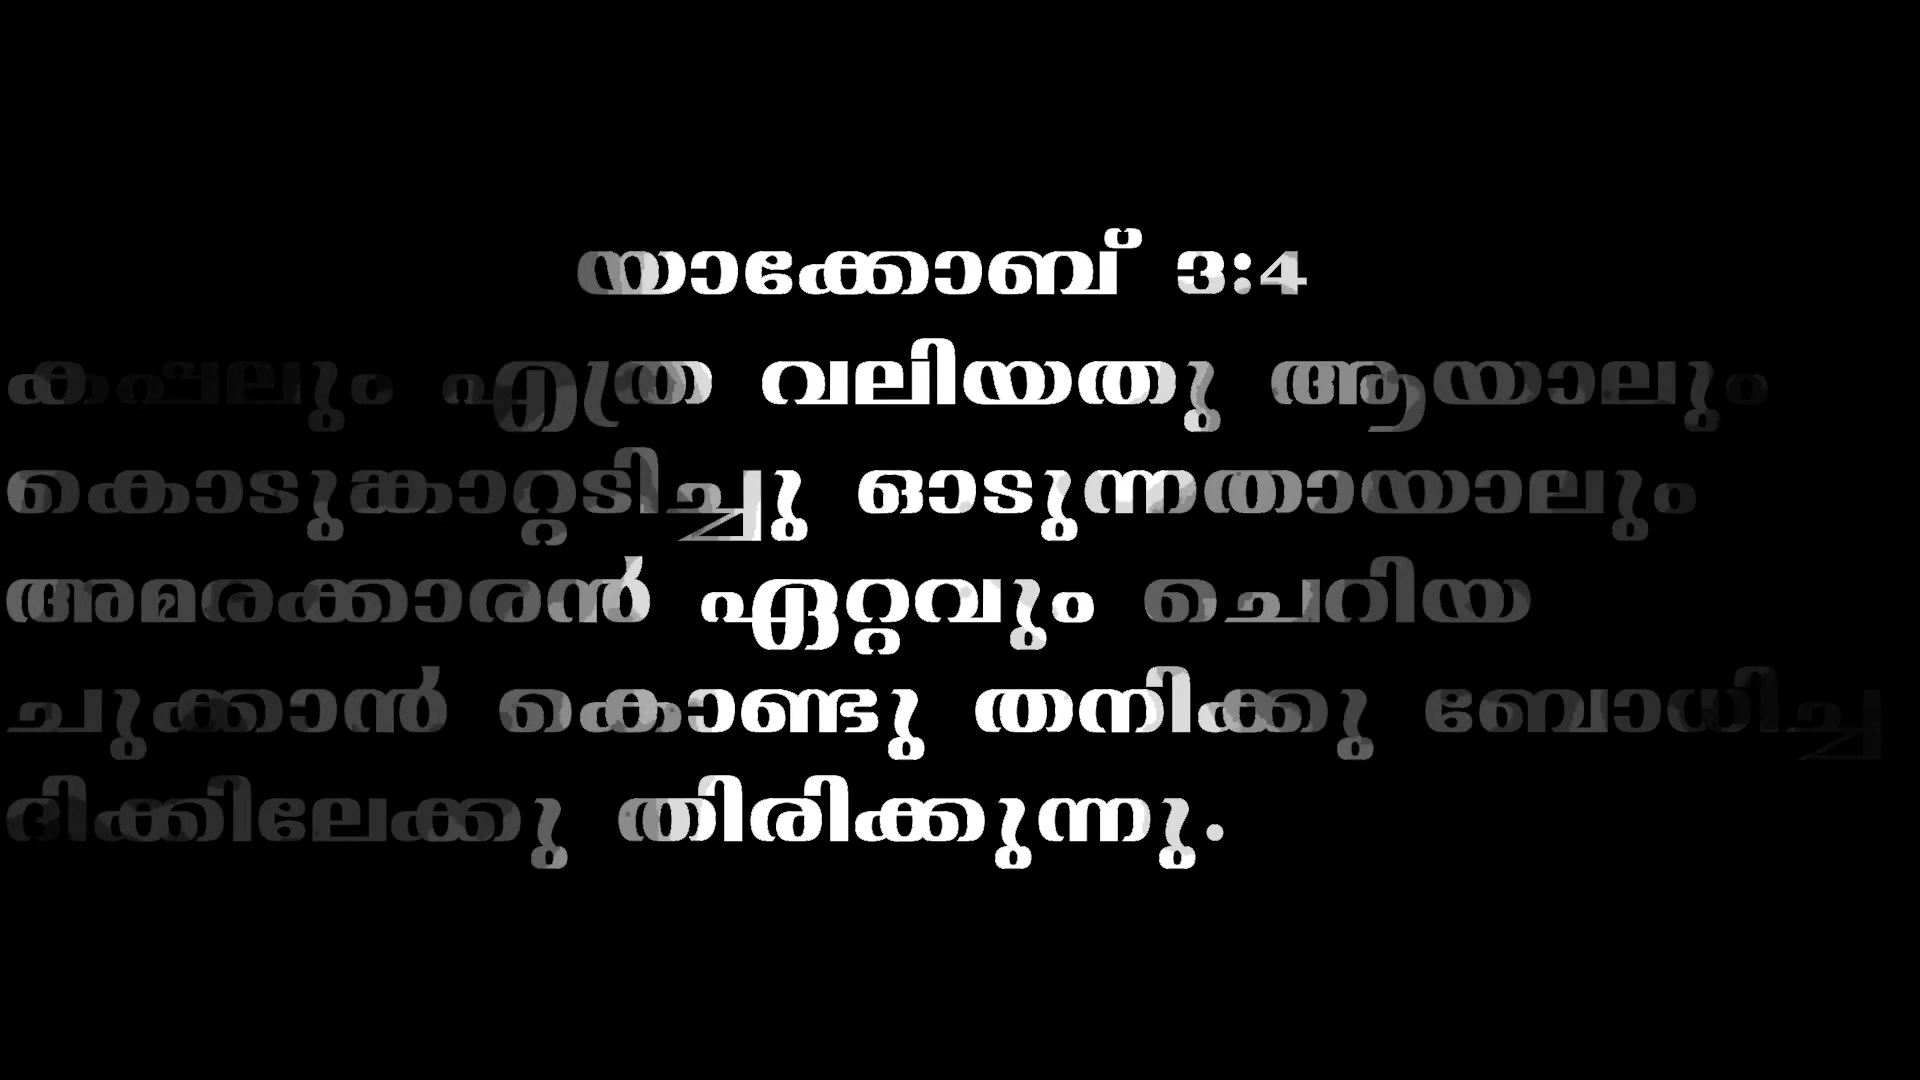 യാക്കോബ് 3:4
കപ്പലും എത്ര വലിയതു ആയാലും
കൊടുങ്കാറ്റടിച്ചു ഓടുന്നതായാലും
അമരക്കാരൻ ഏറ്റവും ചെറിയ
ചുക്കാൻ കൊണ്ടു തനിക്കു ബോധിച്ച
ദിക്കിലേക്കു തിരിക്കുന്നു.